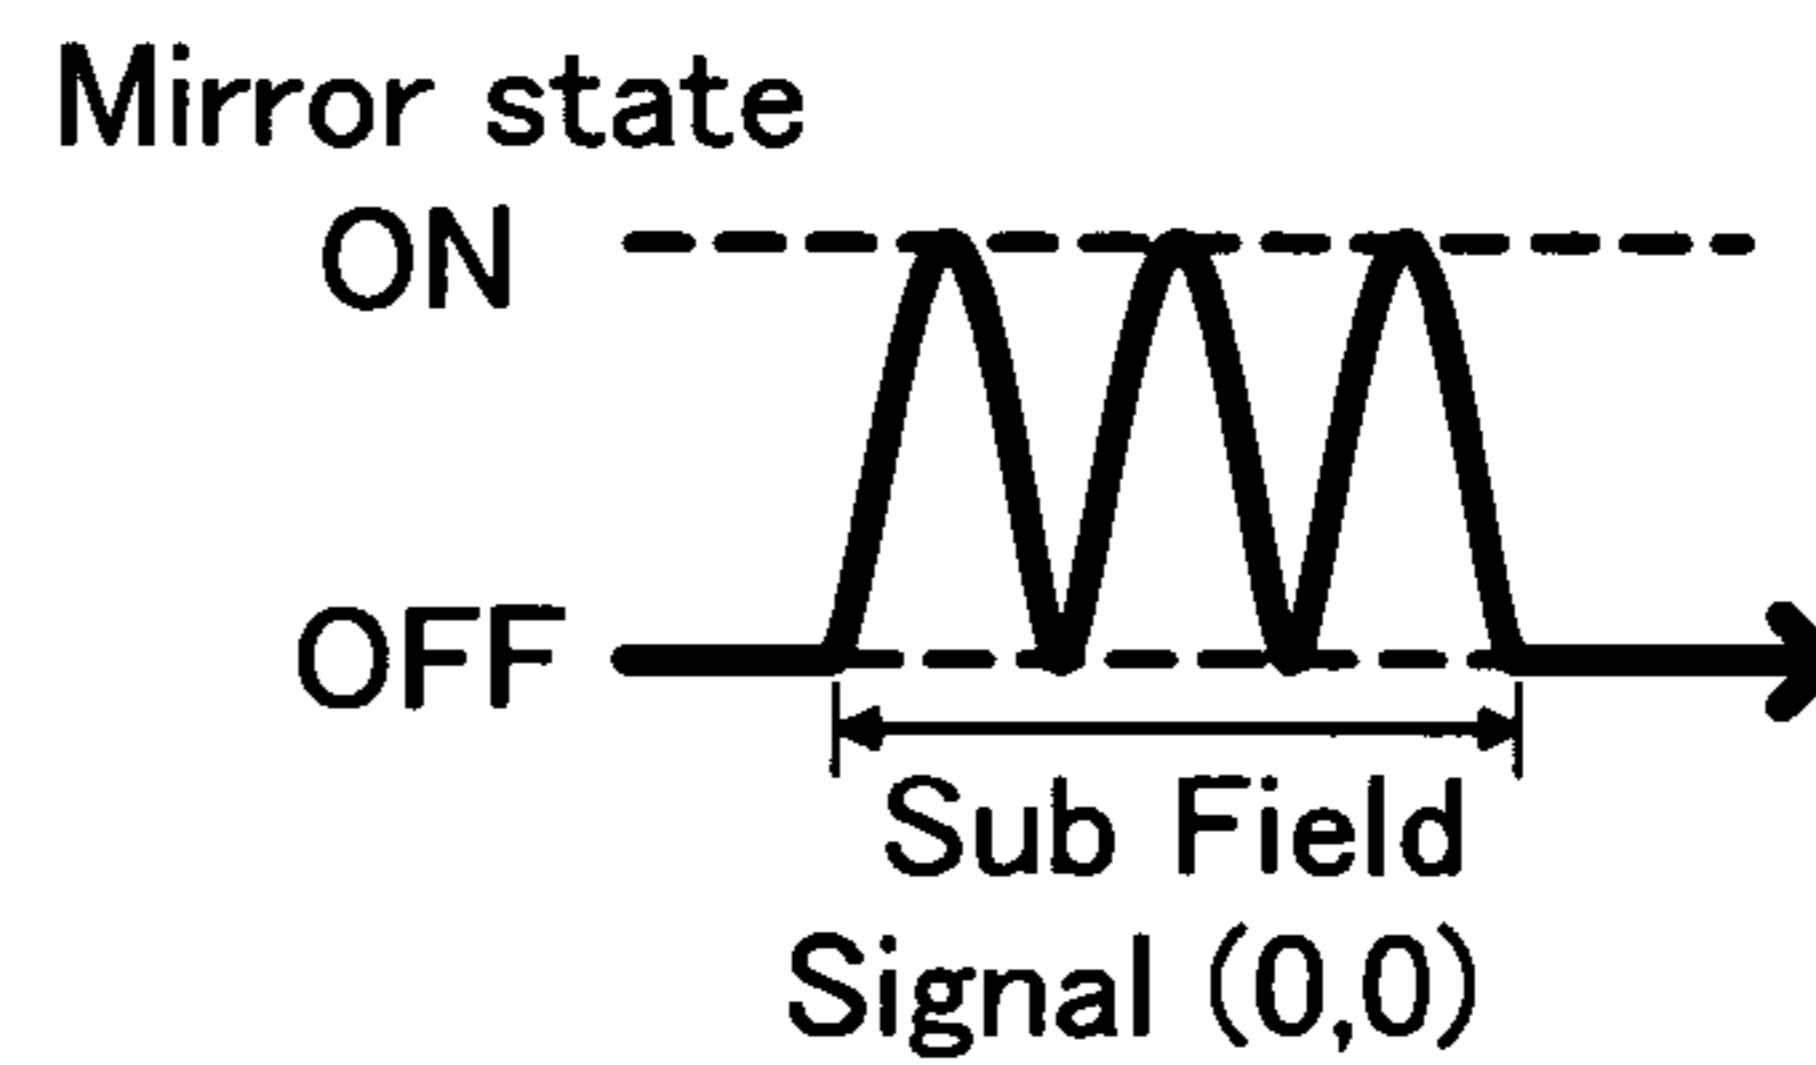 Mirror state
ON
OFF
Sub Field
Signal (0,0)